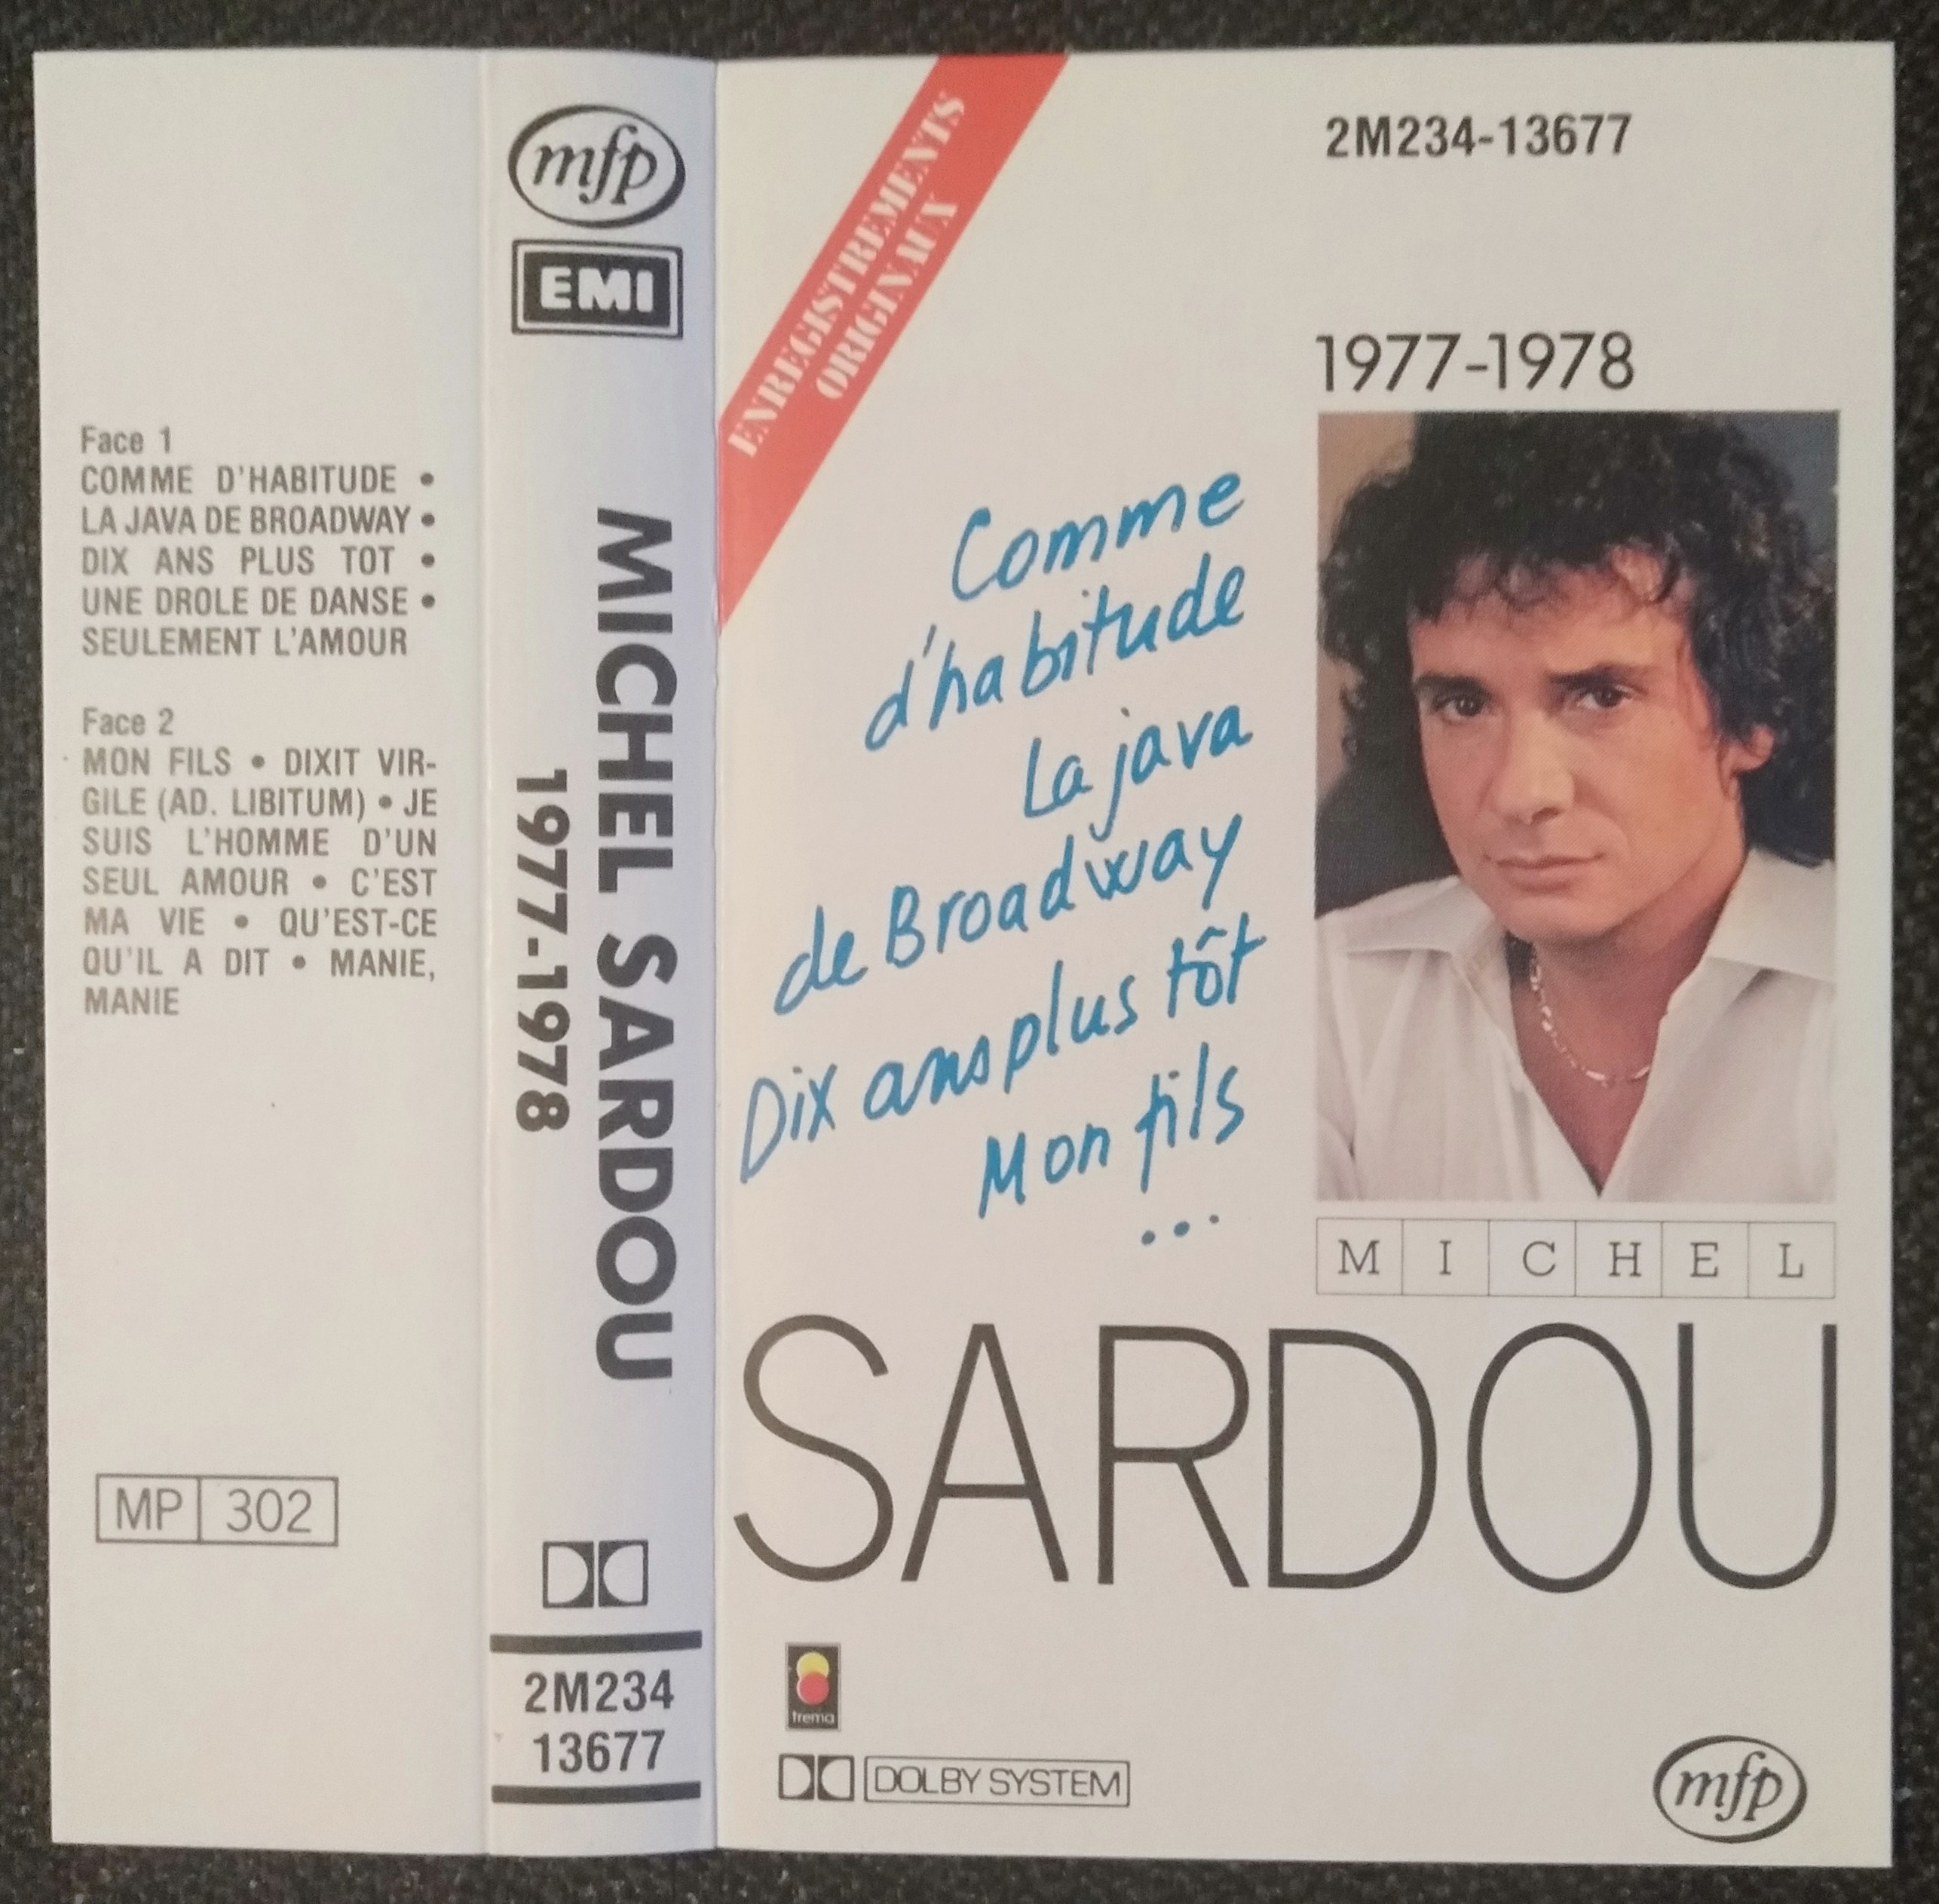 Face 1
COMME D'HABITUDE •
LA JAVA DE BROADWAY •
DIX ANS PLUS TOT •
UNE DROLE DE DANSE •
SEULEMENT L'AMOUR
Face 2
MON FILS • DIXIT VIR-
GILE (AD. LIBITUM) • JE
SUIS L'HOMME D'UN
SEUL AMOUR • C'EST
MA VIE • QU'EST-CE
QU'IL A DIT • MANIE,
MANIE
MP 302
mfp
EMI
MICHEL SARDOU
1977-1978
2M234
13677
ENREGISTREMENTS
ORIGINAUX
2M234-13677
1977-1978
Comme
d'habitude
La java
de Broadway
Dix ans plus tôt
Mon fils
...
MICHEL
SARDOU
trema
DOLBY SYSTEM
mfp